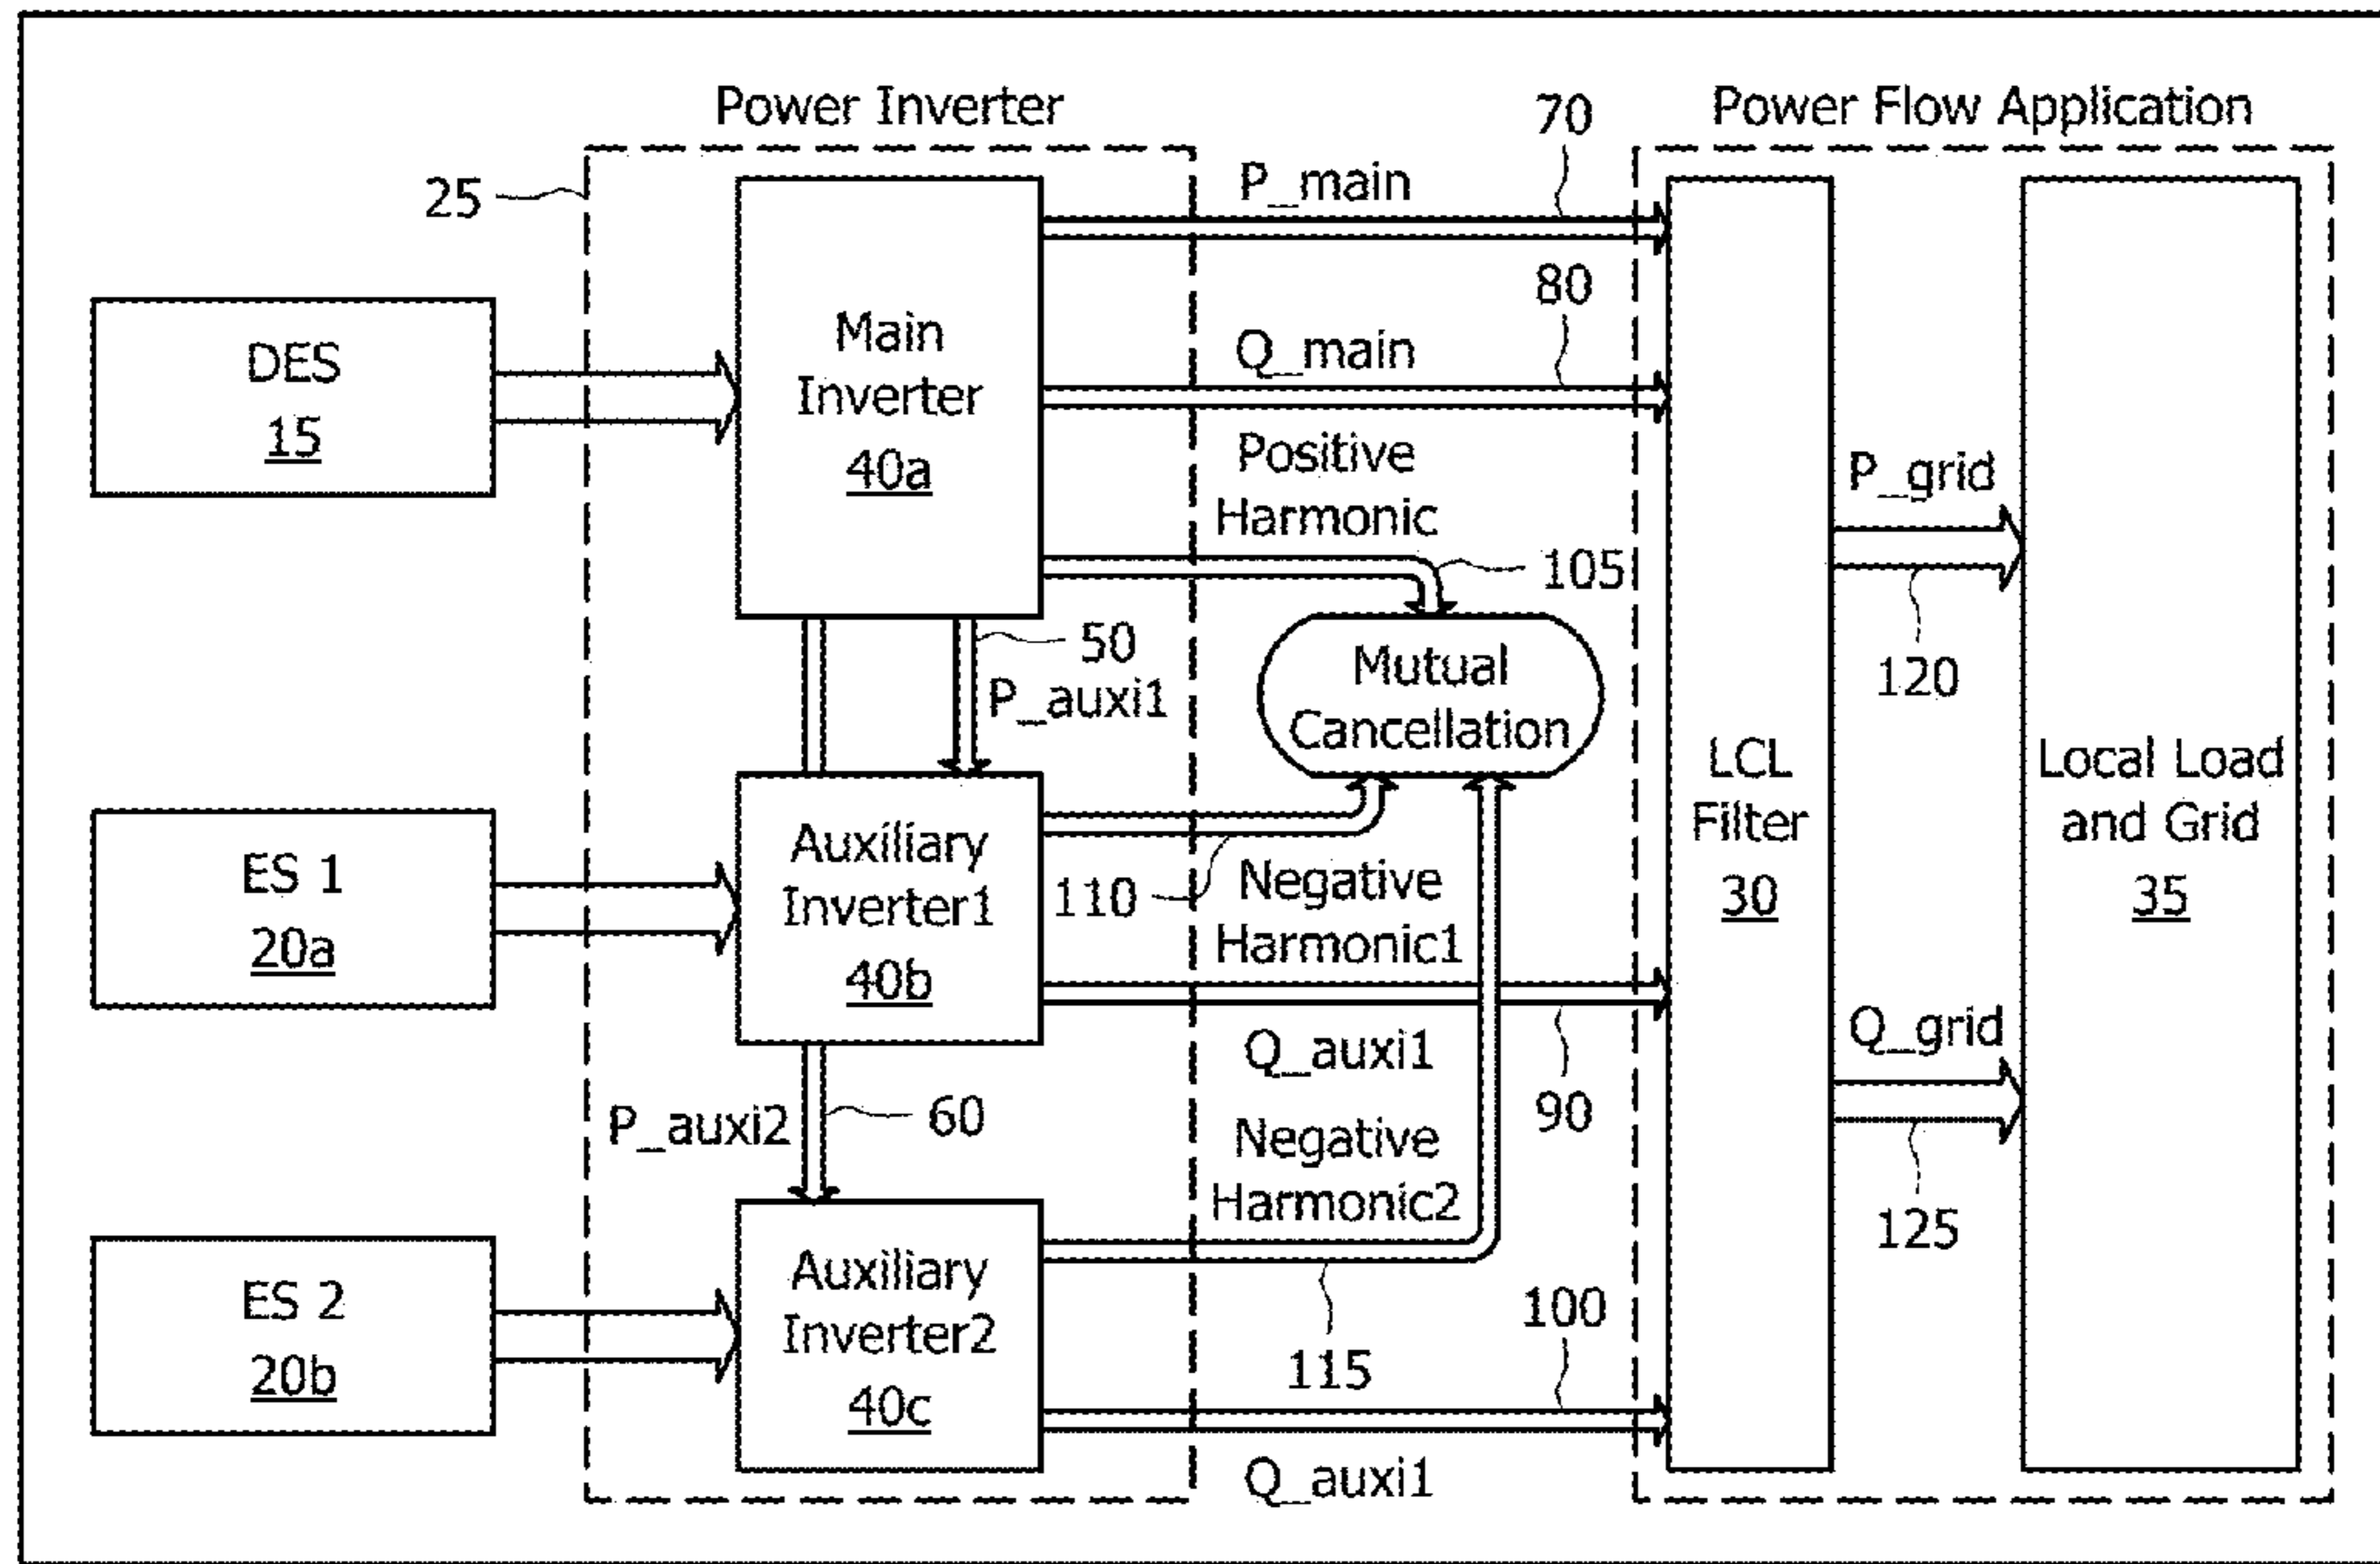 Power Inverter
Power Flow Application
70
25
P_main
80
DES
15
Main
Inverter
40a
Q_main
Positive
Harmonic
P_grid
105
50
P_auxi1
Mutual
Cancellation
120
LCL
Filter
30
Local Load
and Grid
35
ES 1
20a
Auxiliary
Inverter1
40b
110
Negative
Harmonic1
Q_grid
Q_auxi1
90
P_auxi2
60
Negative
Harmonic2
125
ES 2
20b
Auxiliary
Inverter2
40c
115
100
Q_auxi1